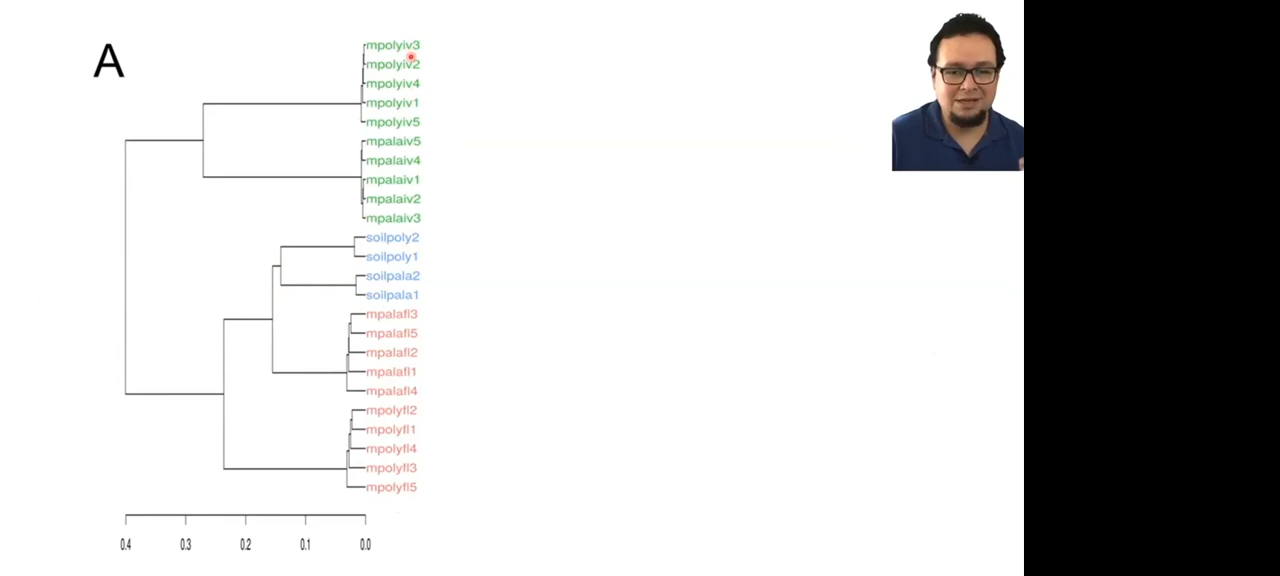 A
mpolyiv3
mpolyiv2
mpolyiv4
mpolyiv1
mpolyiv5
mpalaiv5
mpalaiv4
mpalaiv1
mpalaiv2
mpalaiv3
soilpoly2
soilpoly1
soilpala2
soilpala1
mpalafl3
mpalafl5
mpalafl2
mpalafl1
mpalafl4
mpolyfl2
mpolyfl1
mpolyfl4
mpolyfl3
mpolyfl5
0.4 0.3 0.2 0.1 0.0